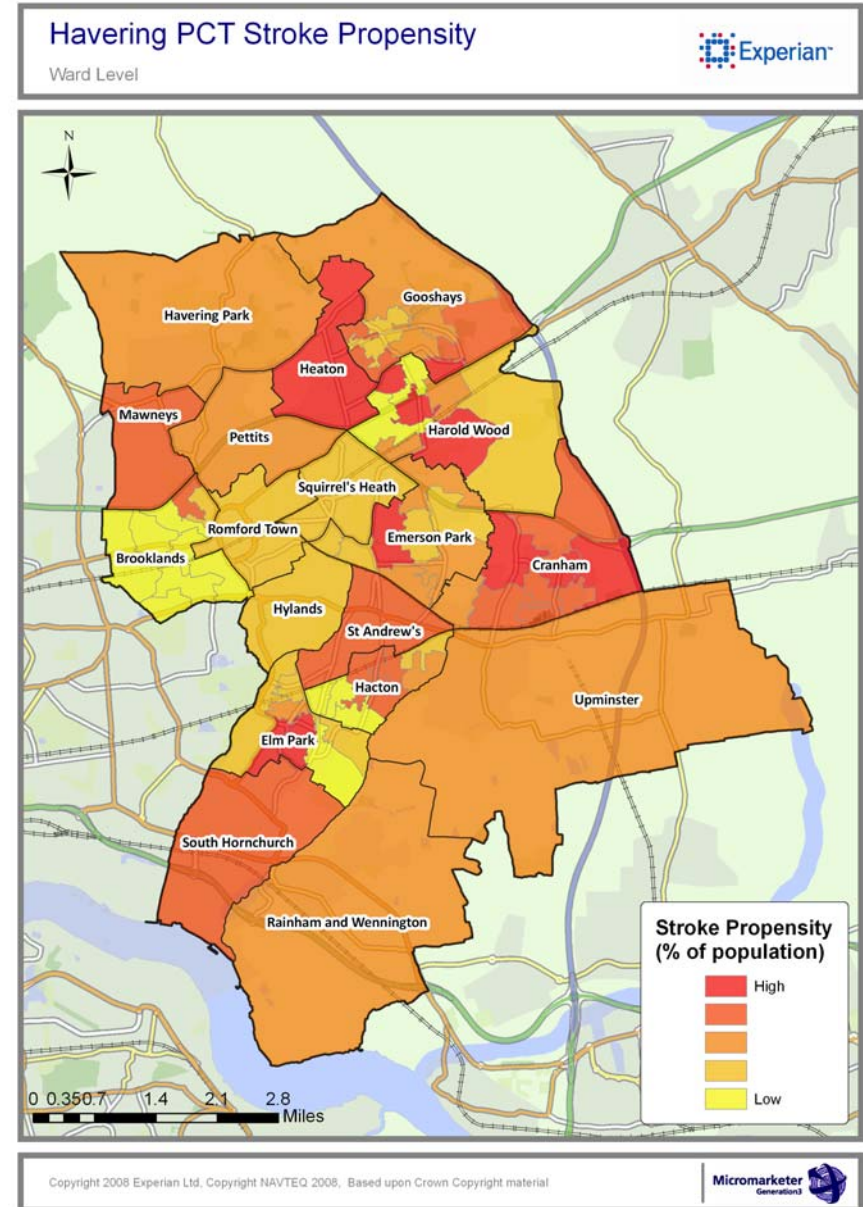 Havering PCT Stroke Propensity
Ward Level
Experian™
N
Gooshays
Havering Park
Heaton
Mawneys
Harold Wood
Pettits
Squirrel's Heath
Romford Town
Emerson Park
Brooklands
Cranham
Hylands
St Andrew's
Hacton
Upminster
Elm Park
South Hornchurch
Rainham and Wennington
Stroke Propensity
(% of population)
High
Low
0 0.35 0.7 1.4 2.1 2.8
Miles
Copyright 2008 Experian Ltd, Copyright NAVTEQ 2008, Based upon Crown Copyright material
Micromarketer
Generation3